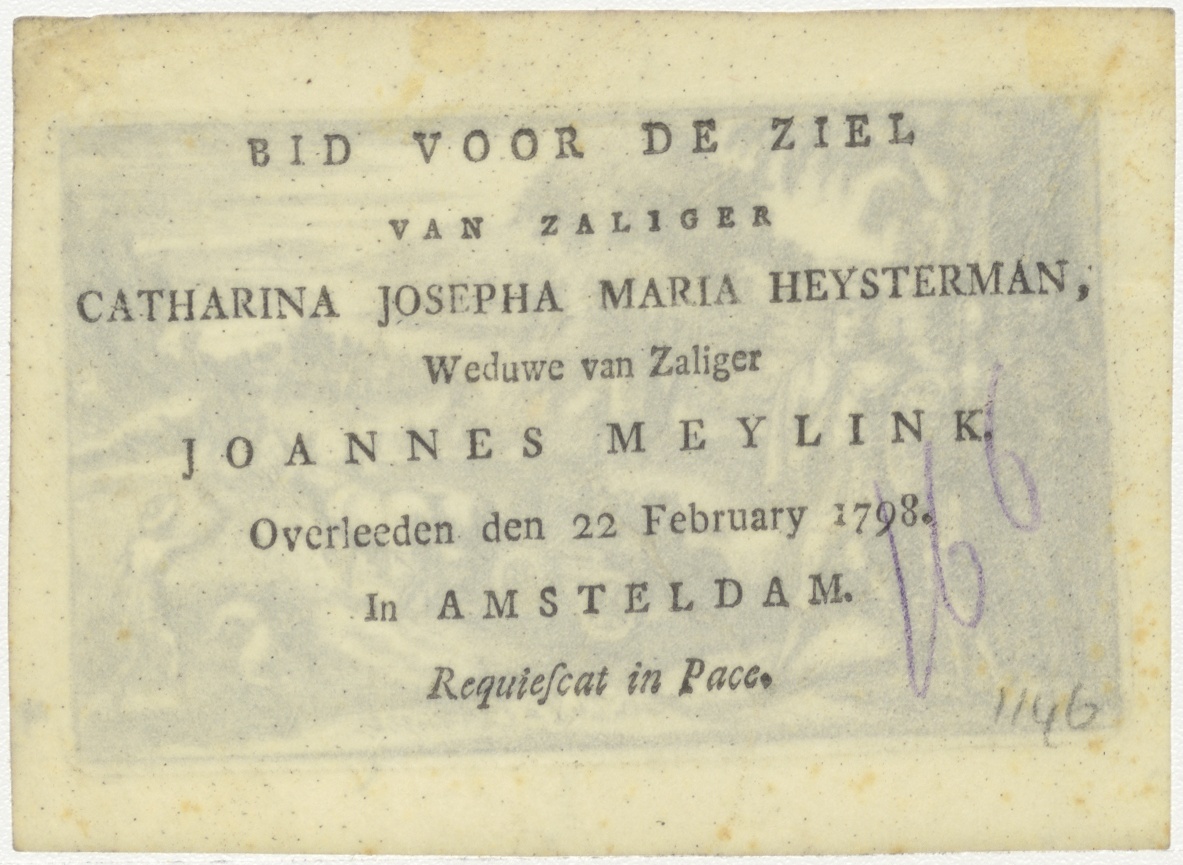 BID VOOR DE ZIEL
VAN ZALIGER
CATHARINA JOSEPHA MARIA HEYSTERMAN,
Weduwe van Zaliger
JOANNES MEYLINK.
Overleeden den 22 February 1798.
In AMSTELDAM.
Requieſcat in Pace.
1146